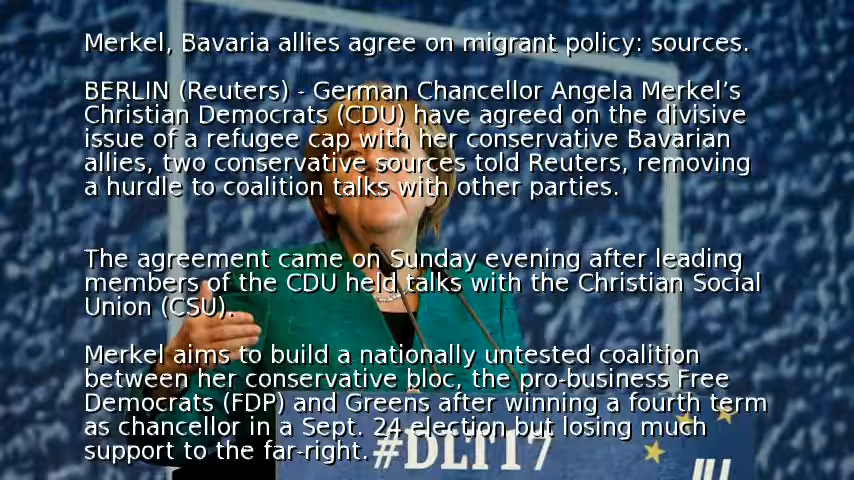 Merkel, Bavaria allies agree on migrant policy: sources.
BERLIN (Reuters) - German Chancellor Angela Merkel’s
Christian Democrats (CDU) have agreed on the divisive
issue of a refugee cap with her conservative Bavarian
allies, two conservative sources told Reuters, removing
a hurdle to coalition talks with other parties.
The agreement came on Sunday evening after leading
members of the CDU held talks with the Christian Social
Union (CSU).
Merkel aims to build a nationally untested coalition
between her conservative bloc, the pro-business Free
Democrats (FDP) and Greens after winning a fourth term
as chancellor in a Sept. 24 election but losing much
support to the far-right.
#DLT17